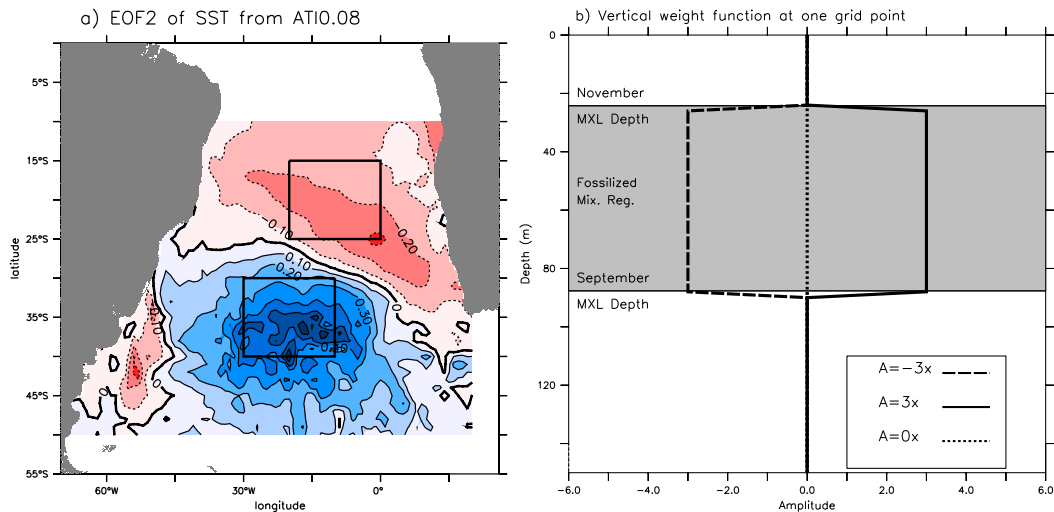 a) EOF2 of SST from ATI0.08
5°S
15°S
25°S
35°S
45°S
55°S
latitude
60°W
30°W
0°
longitude
-0.10
-0.20
0.10
0.20
0.30
0
0
b) Vertical weight function at one grid point
0
40
80
120
Depth (m)
November
MXL Depth
Fossilized
Mix. Reg.
September
MXL Depth
A=-3x
A=3x
A=0x
-6.0
-4.0
-2.0
0.0
2.0
4.0
6.0
Amplitude